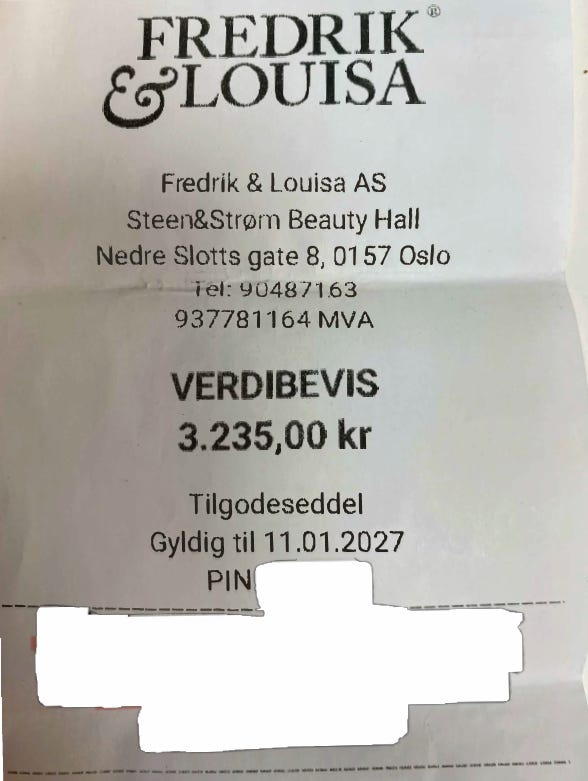 FREDRIK®
&LOUISA
Fredrik & Louisa AS
Steen&Strøm Beauty Hall
Nedre Slotts gate 8, 0157 Oslo
Tel: 90487163
937781164 MVA
VERDIBEVIS
3.235,00 kr
Tilgodeseddel
Gyldig til 11.01.2027
PIN